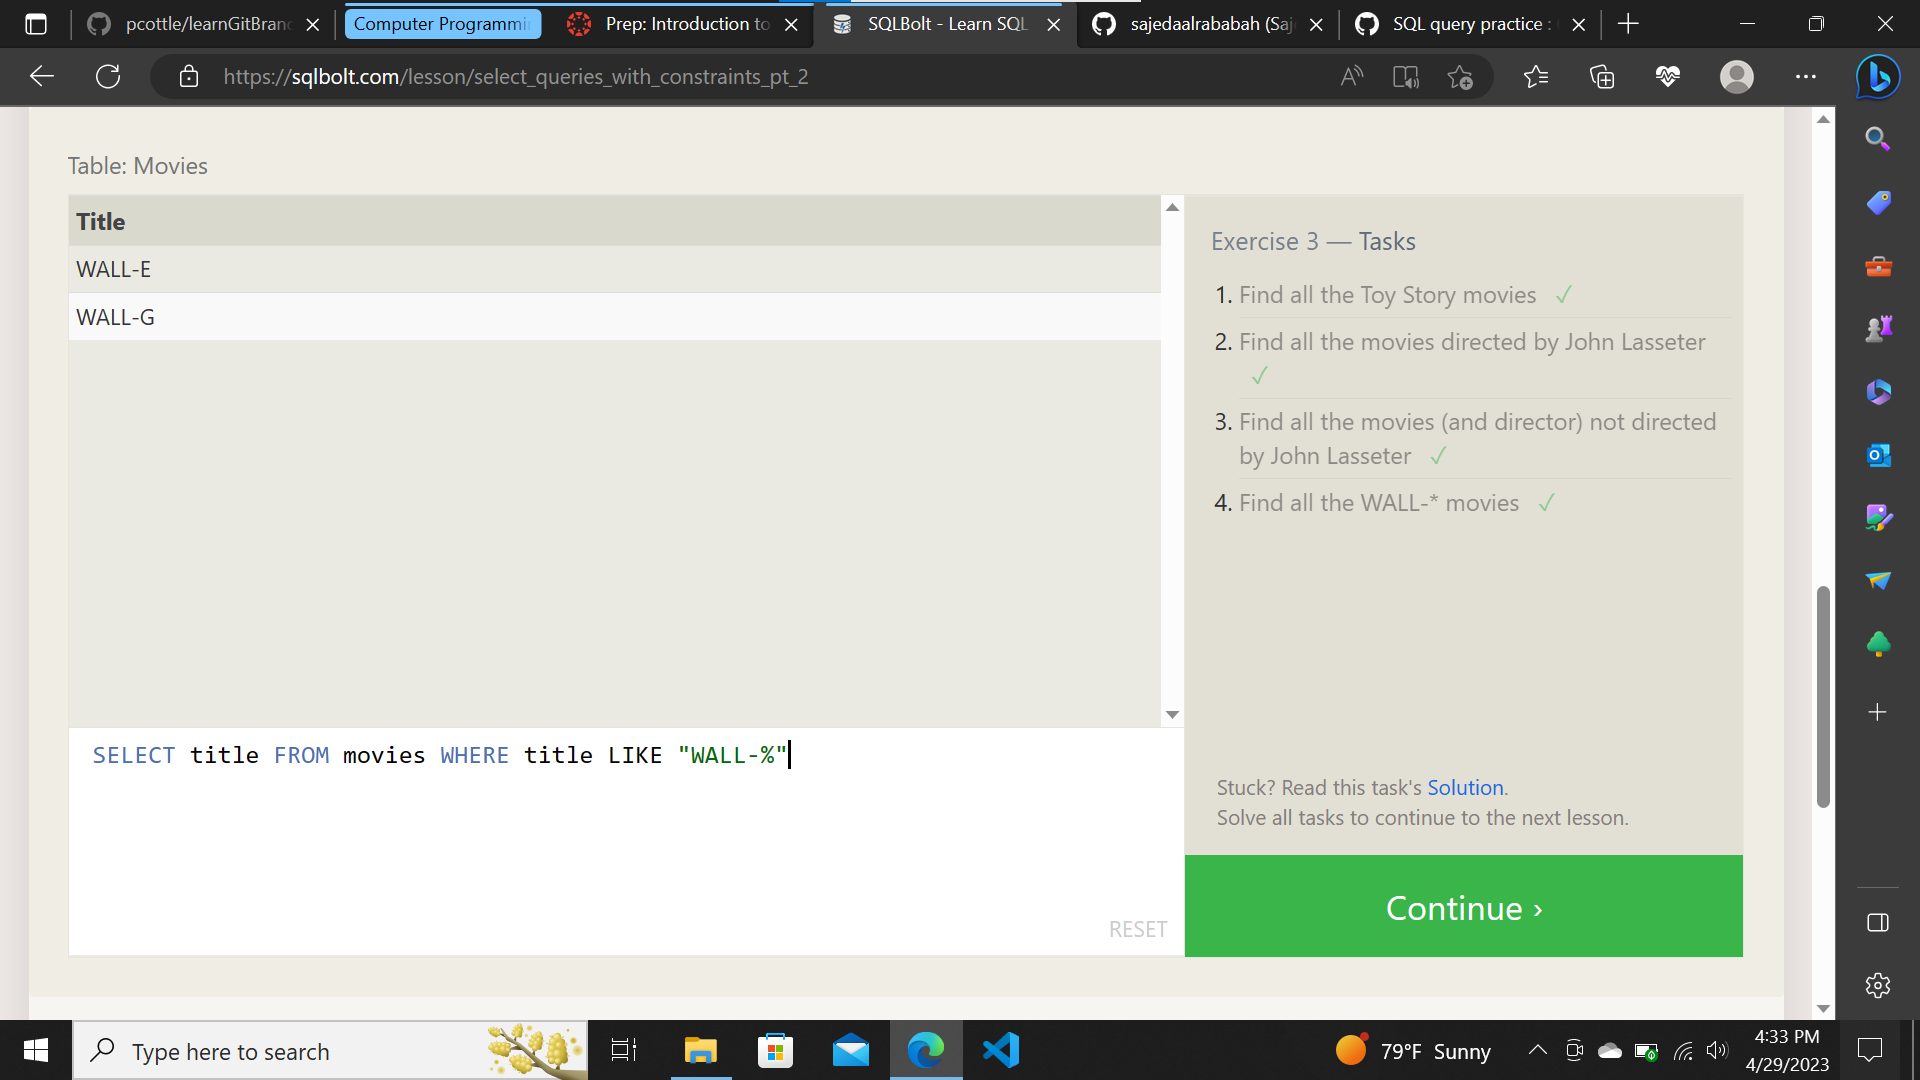 pcottle/learnGitBranc
Computer Programmin
Prep: Introduction to
SQLBolt - Learn SQL
sajedaalrababah (Saje
SQL query practice :
https://sqlbolt.com/lesson/select_queries_with_constraints_pt_2
Table: Movies
Title
WALL-E
WALL-G
Exercise 3 — Tasks
1. Find all the Toy Story movies ✓
2. Find all the movies directed by John Lasseter
✓
3. Find all the movies (and director) not directed
by John Lasseter ✓
4. Find all the WALL-* movies ✓
SELECT title FROM movies WHERE title LIKE "WALL-%"
RESET
Stuck? Read this task's Solution.
Solve all tasks to continue to the next lesson.
Continue ›
Type here to search
79°F Sunny
4:33 PM
4/29/2023